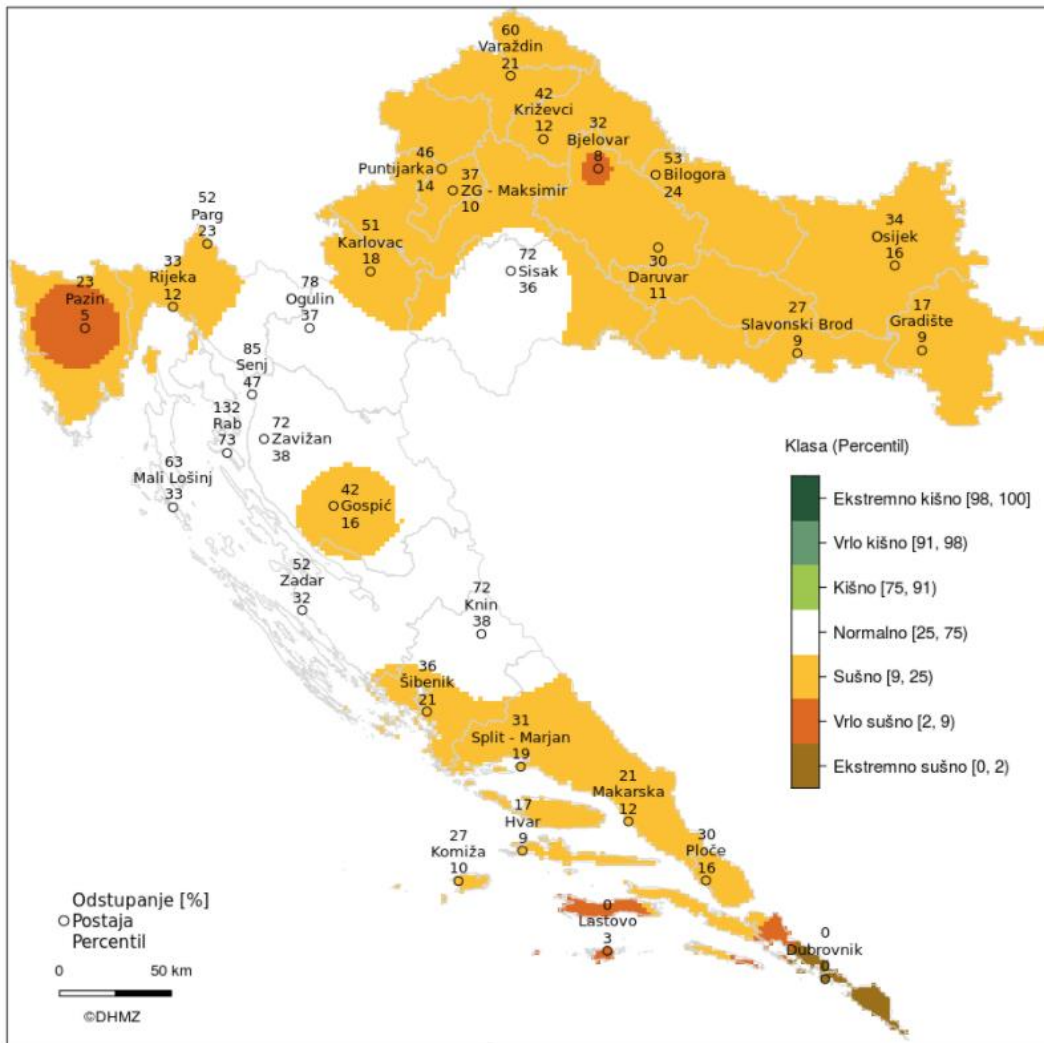 60
Varaždin
21
42
Križevci
12
32
Bjelovar
8
46
Puntijarka
14
37
ZG - Maksimir
10
53
Bilogora
24
52
Parg
23
51
Karlovac
18
72
Sisak
36
34
Osijek
16
33
Rijeka
12
30
Daruvar
11
23
Pazin
5
78
Ogulin
37
27
Slavonski Brod
9
17
Gradište
9
85
Senj
47
132
Rab
73
72
Zavižan
38
63
Mali Lošinj
33
42
Gospić
16
52
Zadar
32
72
Knin
38
36
Šibenik
21
31
Split - Marjan
19
21
Makarska
12
17
Hvar
9
27
Komiža
10
30
Ploče
16
0
Lastovo
3
0
Dubrovnik
0
Klasa (Percentil)
Ekstremno kišno [98, 100]
Vrlo kišno [91, 98)
Kišno [75, 91)
Normalno [25, 75)
Sušno [9, 25)
Vrlo sušno [2, 9)
Ekstremno sušno [0, 2)
Odstupanje [%]
Postaja
Percentil
0 50 km
©DHMZ